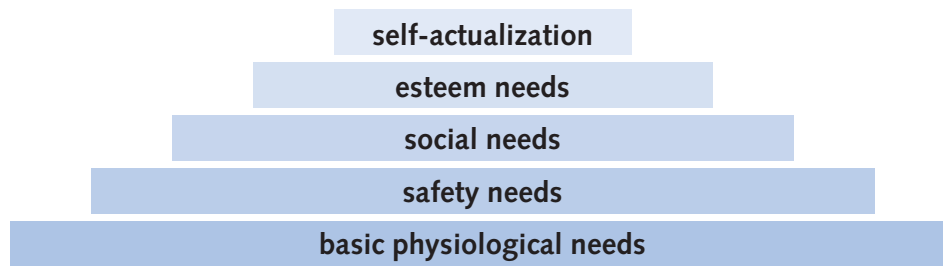 self-actualization
esteem needs
social needs
safety needs
basic physiological needs